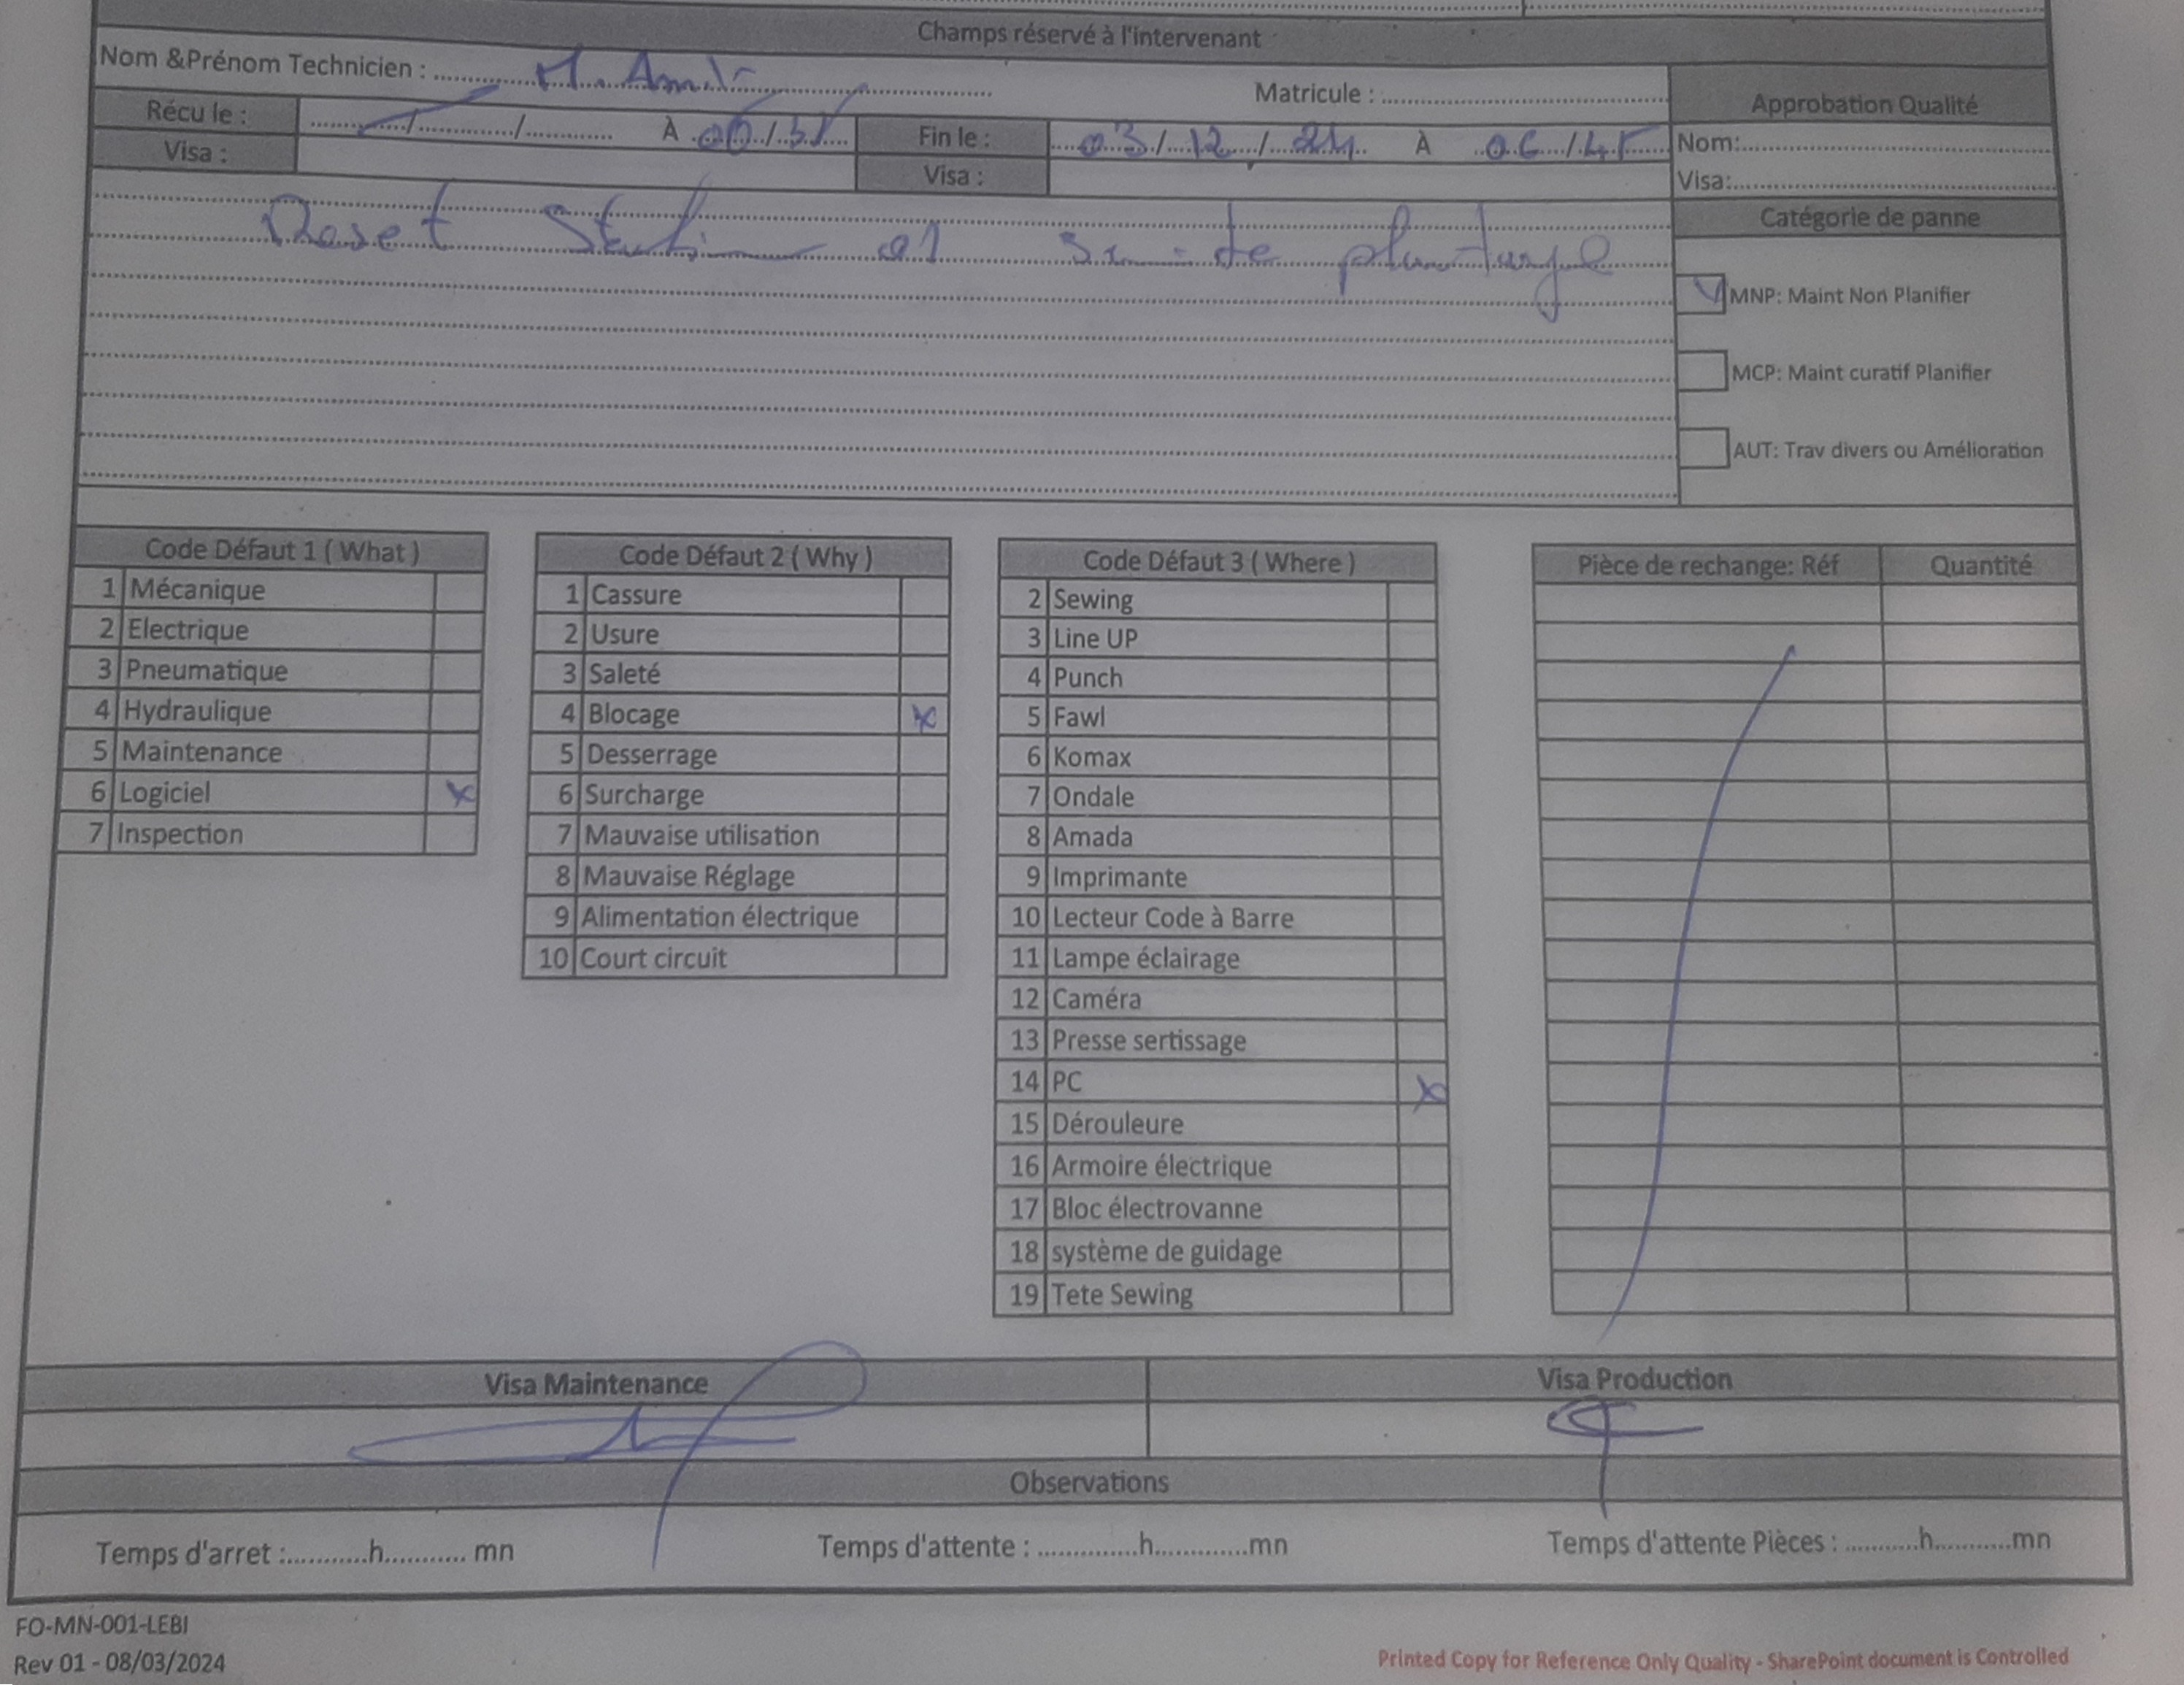 Champs réservé à l'intervenant
Nom &Prénom Technicien : M. Amir
Matricule :
Approbation Qualité
Récu le : / / À /
Fin le : 03 / 12 / 24 À 06 / 45
Nom:
Visa :
Visa :
Visa:
Reset Station 01 suite plantage
Catégorie de panne
MNP: Maint Non Planifier
MCP: Maint curatif Planifier
AUT: Trav divers ou Amélioration
Code Défaut 1 ( What )
1 Mécanique
2 Electrique
3 Pneumatique
4 Hydraulique
5 Maintenance
6 Logiciel x
7 Inspection
Code Défaut 2 ( Why )
1 Cassure
2 Usure
3 Saleté
4 Blocage x
5 Desserrage
6 Surcharge
7 Mauvaise utilisation
8 Mauvaise Réglage
9 Alimentation électrique
10 Court circuit
Code Défaut 3 ( Where )
2 Sewing
3 Line UP
4 Punch
5 Fawl
6 Komax
7 Ondale
8 Amada
9 Imprimante
10 Lecteur Code à Barre
11 Lampe éclairage
12 Caméra
13 Presse sertissage
14 PC x
15 Dérouleure
16 Armoire électrique
17 Bloc électrovanne
18 système de guidage
19 Tete Sewing
Pièce de rechange: Réf
Quantité
Visa Maintenance
Visa Production
Observations
Temps d'arret :...........h........... mn
Temps d'attente : ..............h.............mn
Temps d'attente Pièces : ..........h..........mn
FO-MN-001-LEBI
Rev 01 - 08/03/2024
Printed Copy for Reference Only Quality - SharePoint document is Controlled